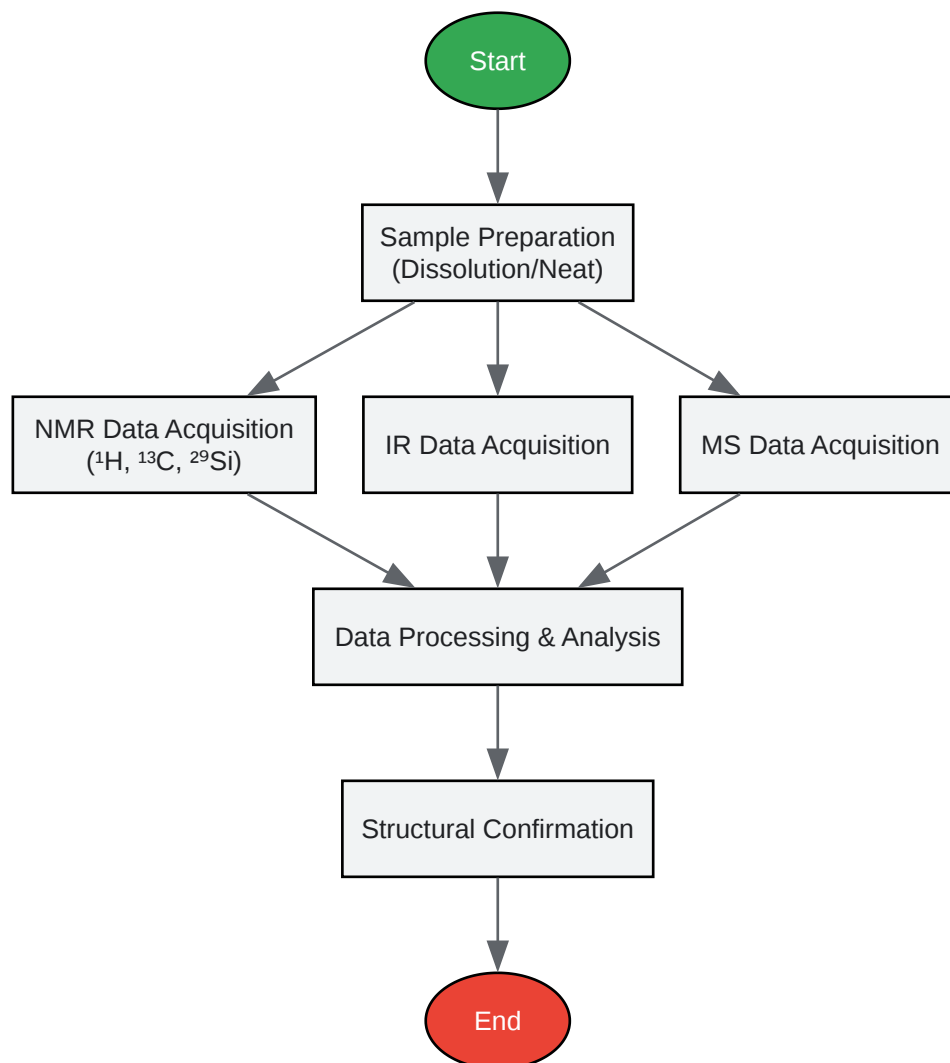 Start
Sample Preparation
(Dissolution/Neat)
NMR Data Acquisition
(¹H, ¹³C, ²⁹Si)
IR Data Acquisition
MS Data Acquisition
Data Processing & Analysis
Structural Confirmation
End